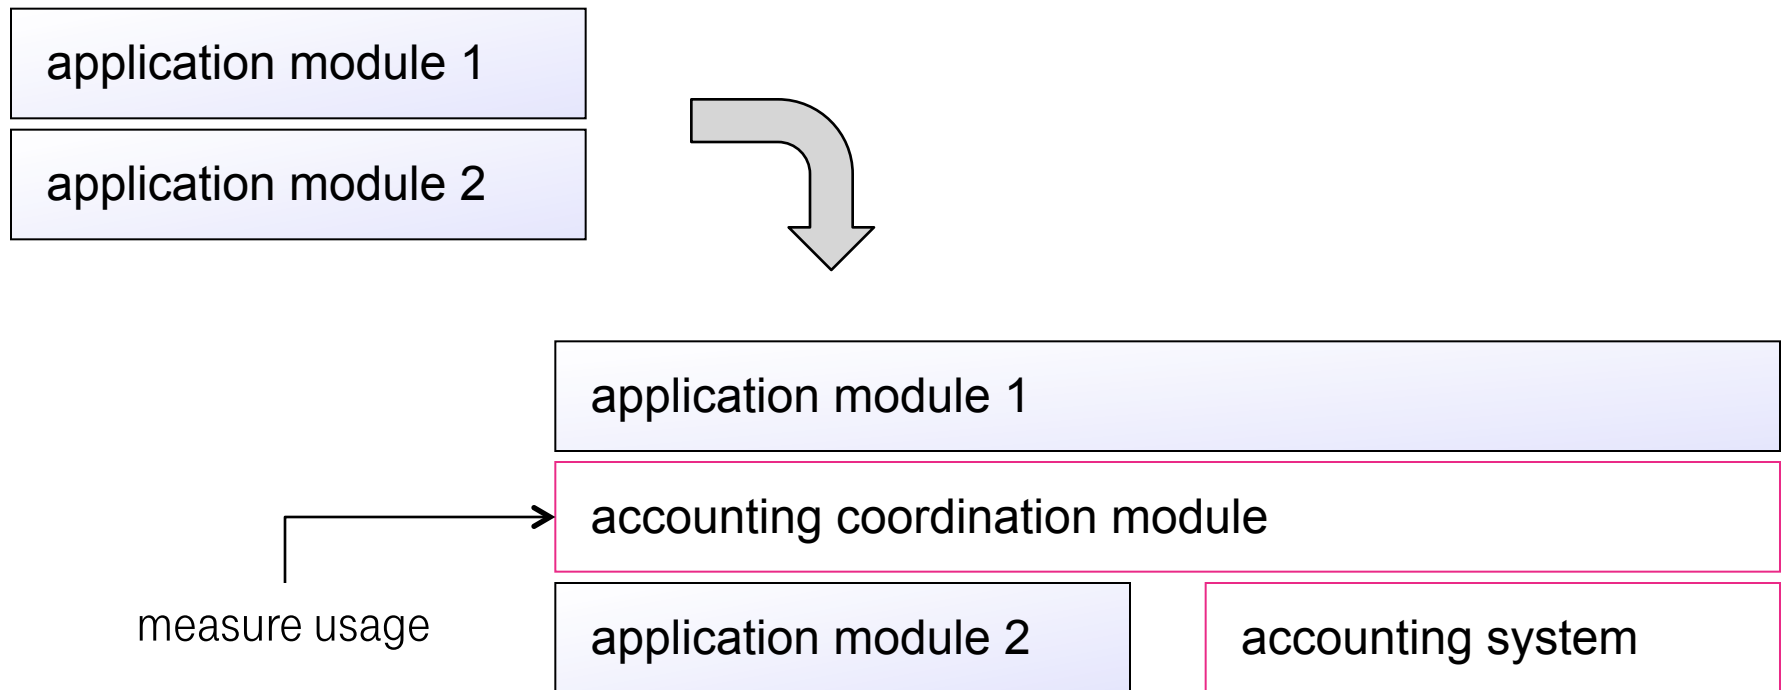 application module 1
application module 2
application module 1
accounting coordination module
measure usage
application module 2
accounting system